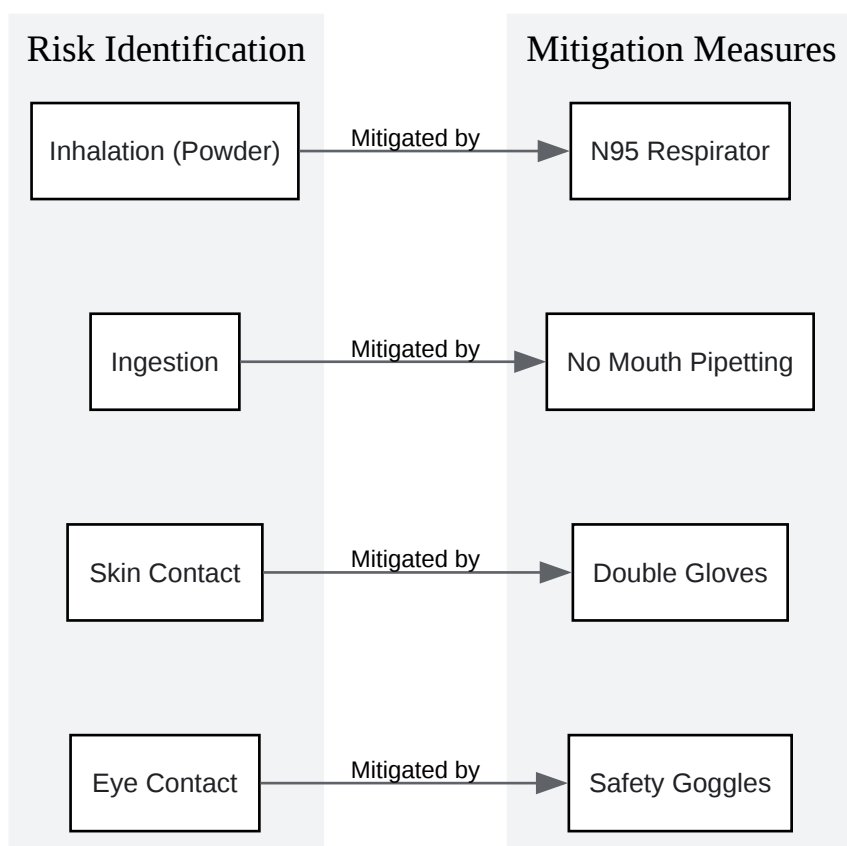 Risk Identification
Mitigation Measures
Inhalation (Powder)
Mitigated by
N95 Respirator
Ingestion
Mitigated by
No Mouth Pipetting
Skin Contact
Mitigated by
Double Gloves
Eye Contact
Mitigated by
Safety Goggles